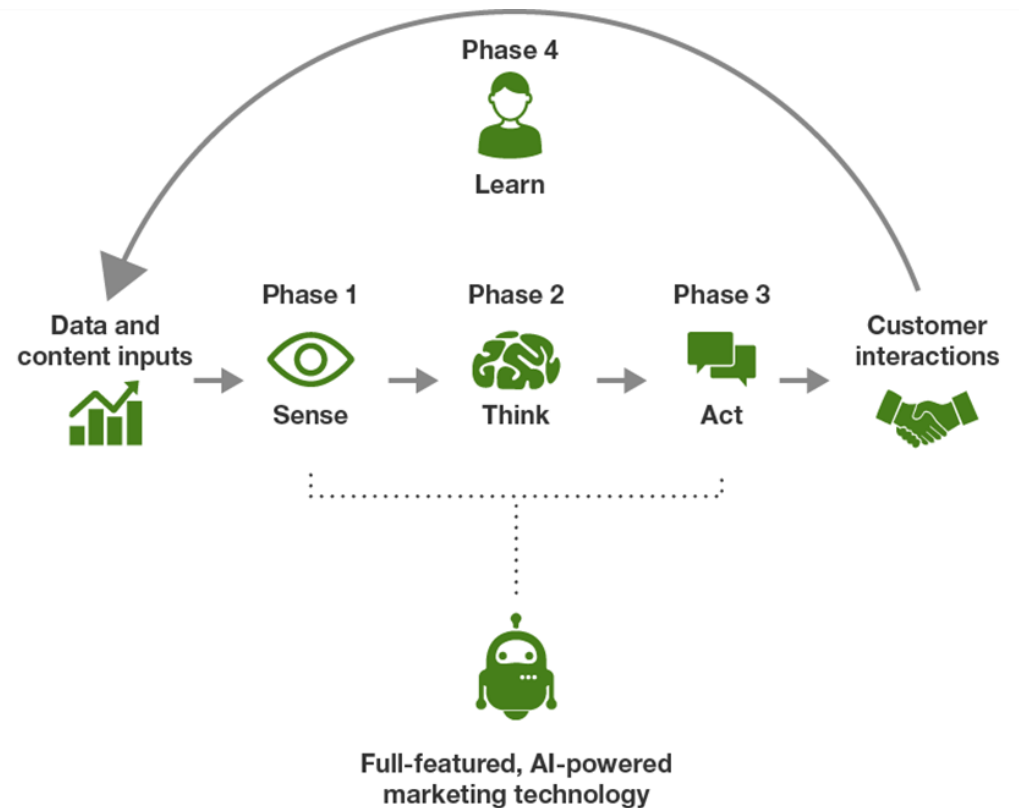 Phase 4
Learn
Phase 1
Phase 2
Phase 3
Data and
content inputs
Customer
interactions
Sense
Think
Act
Full-featured, AI-powered
marketing technology